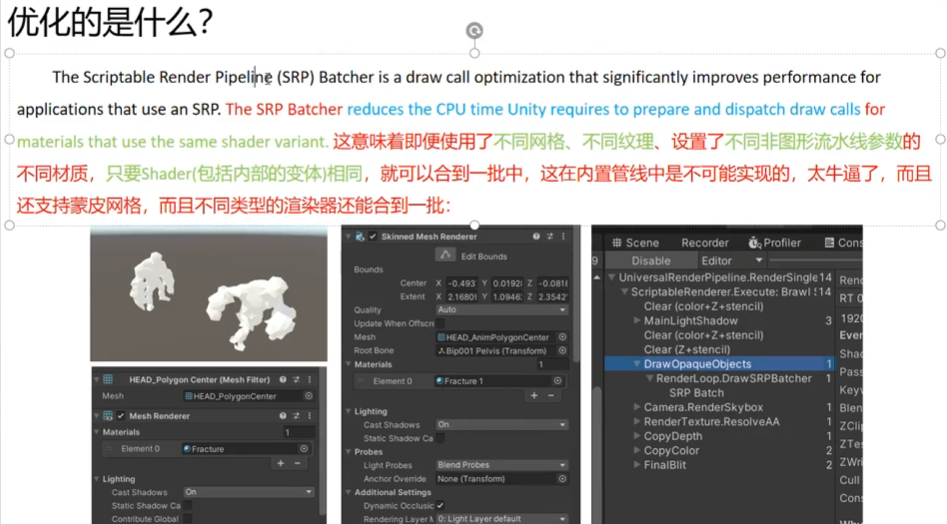 优化的是什么?
The Scriptable Render Pipeline (SRP) Batcher is a draw call optimization that significantly improves performance for
applications that use an SRP. The SRP Batcher reduces the CPU time Unity requires to prepare and dispatch draw calls for
materials that use the same shader variant. 这意味着即便使用了不同网格、不同纹理、设置了不同非图形流水线参数的
不同材质，只要Shader(包括内部的变体)相同，就可以合到一批中，这在内置管线中是不可能实现的，太牛逼了，而且
还支持蒙皮网格，而且不同类型的渲染器还能合到一批：
HEAD_Polygon Center (Mesh Filter)
Mesh HEAD_PolygonCenter
Mesh Renderer
Materials 1
Element 0 Fracture
Lighting
Cast Shadows On
Static Shadow Ca
Contribute Global
Skinned Mesh Renderer
Edit Bounds
Bounds
Center X -0.493 Y 0.0192 Z -0.0818
Extent X 2.1680 Y 1.0946 Z 2.3542
Quality Auto
Update When Offscr
Mesh HEAD_AnimPolygonCenter
Root Bone Bip001 Pelvis (Transform)
Materials 1
Element 0 Fracture 1
Lighting
Cast Shadows On
Static Shadow Ca
Probes
Light Probes Blend Probes
Anchor Override None (Transform)
Additional Settings
Dynamic Occlusic
Rendering Layer M 0: Light Layer default
Scene Recorder Profiler Cons
9 Disable Editor
UniversalRenderPipeline.RenderSingle 14
ScriptableRenderer.Execute: Brawl S 14
Clear (color+Z+stencil)
MainLightShadow 3
Clear (color+Z+stencil)
Clear (Z+stencil)
DrawOpaqueObjects 1
RenderLoop.DrawSRPBatcher 1
SRP Batch
Camera.RenderSkybox 1
RenderTexture.ResolveAA 1
CopyDepth 1
CopyColor 2
FinalBlit 2
Rend
RT 0
1920
Even
Shad
Pass
Keyw
Blen
ZClip
ZTes
ZWri
Cull
Cons